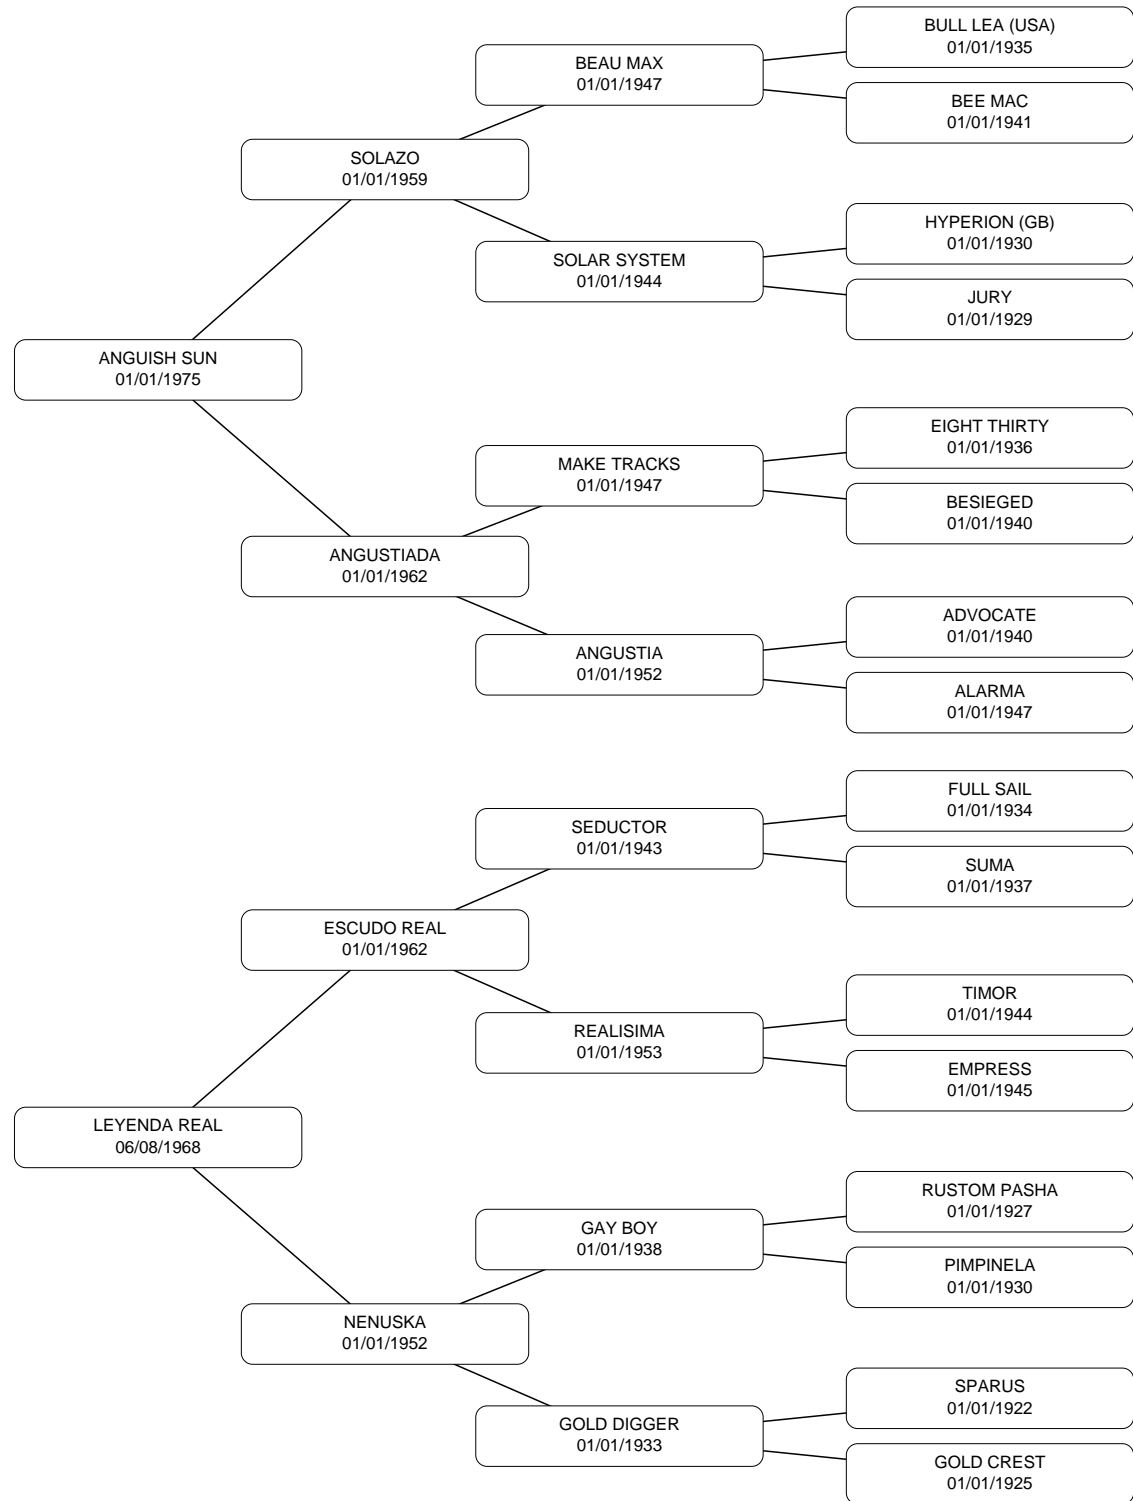 BULL LEA (USA)
01/01/1935
BEAU MAX
01/01/1947
BEE MAC
01/01/1941
SOLAZO
01/01/1959
HYPERION (GB)
01/01/1930
SOLAR SYSTEM
01/01/1944
JURY
01/01/1929
ANGUISH SUN
01/01/1975
EIGHT THIRTY
01/01/1936
MAKE TRACKS
01/01/1947
BESIEGED
01/01/1940
ANGUSTIADA
01/01/1962
ADVOCATE
01/01/1940
ANGUSTIA
01/01/1952
ALARMA
01/01/1947
FULL SAIL
01/01/1934
SEDUCTOR
01/01/1943
SUMA
01/01/1937
ESCUDO REAL
01/01/1962
TIMOR
01/01/1944
REALISIMA
01/01/1953
EMPRESS
01/01/1945
LEYENDA REAL
06/08/1968
RUSTOM PASHA
01/01/1927
GAY BOY
01/01/1938
PIMPINELA
01/01/1930
NENUSKA
01/01/1952
SPARUS
01/01/1922
GOLD DIGGER
01/01/1933
GOLD CREST
01/01/1925